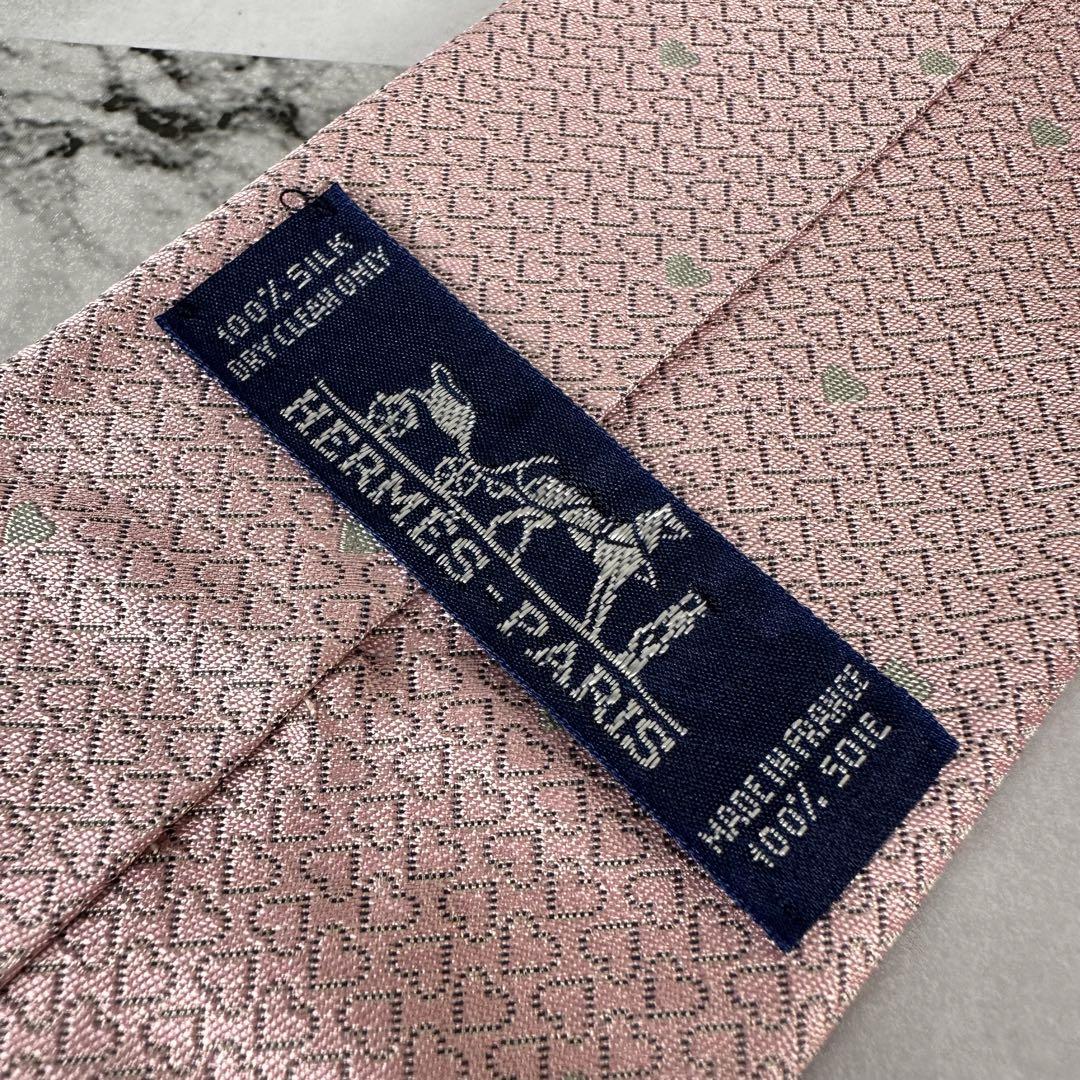 100% SILK
DRY CLEAN ONLY
HERMES-PARIS
MADE IN FRANCE
100% SOIE